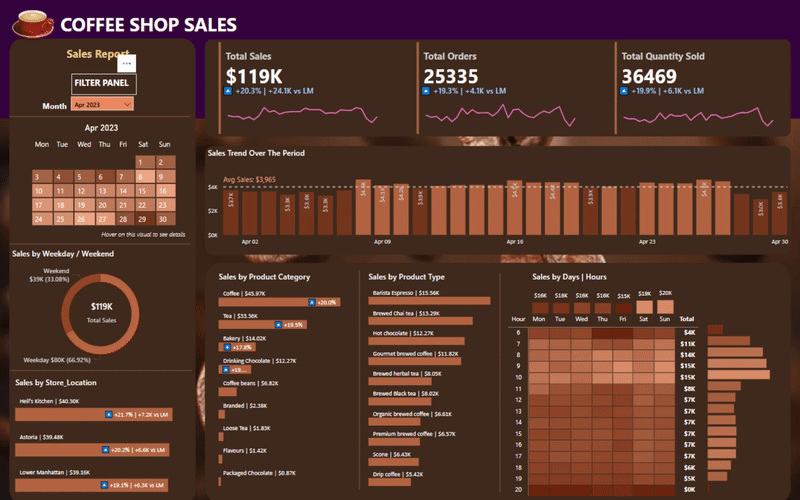 COFFEE SHOP SALES
Sales Report
...
FILTER PANEL
Month Apr 2023
Apr 2023
Mon Tue Wed Thu Fri Sat Sun
1 2
3 4 5 6 7 8 9
10 11 12 13 14 15 16
17 18 19 20 21 22 23
24 25 26 27 28 29 30
Hover on this visual to see details
Sales by Weekday / Weekend
Weekend
$39K (33.08%)
$119K
Total Sales
Weekday $80K (66.92%)
Sales by Store_Location
Hell's Kitchen | $40.30K
+21.7% | +7.2K vs LM
Astoria | $39.48K
+20.2% | +6.6K vs LM
Lower Manhattan | $39.16K
+19.1% | +6.3K vs LM
Total Sales
$119K
+20.3% | +24.1K vs LM
Total Orders
25335
+19.3% | +4.1K vs LM
Total Quantity Sold
36469
+19.9% | +6.1K vs LM
Sales Trend Over The Period
Avg Sales: $3,965
$4K
$2K
$0K
Apr 02 Apr 09 Apr 16 Apr 23 Apr 30
Sales by Product Category
Coffee | $45.97K
+20.0%
Tea | $33.36K
+19.5%
Bakery | $14.02K
+17.8%
Drinking Chocolate | $12.27K
+19...
Coffee beans | $6.82K
Branded | $2.38K
Loose Tea | $1.83K
Flavours | $1.42K
Packaged Chocolate | $0.87K
Sales by Product Type
Barista Espresso | $15.56K
Brewed Chai tea | $13.29K
Hot chocolate | $12.27K
Gourmet brewed coffee | $11.82K
Brewed herbal tea | $8.05K
Brewed Black tea | $8.02K
Organic brewed coffee | $6.61K
Premium brewed coffee | $6.57K
Scone | $6.43K
Drip coffee | $5.42K
Sales by Days | Hours
$16K $16K $16K $16K $15K $19K $20K
Hour Mon Tue Wed Thu Fri Sat Sun Total
6 $4K
7 $11K
8 $14K
9 $15K
10 $15K
11 $8K
12 $7K
13 $7K
14 $7K
15 $7K
16 $7K
17 $7K
18 $6K
19 $5K
20 $0K